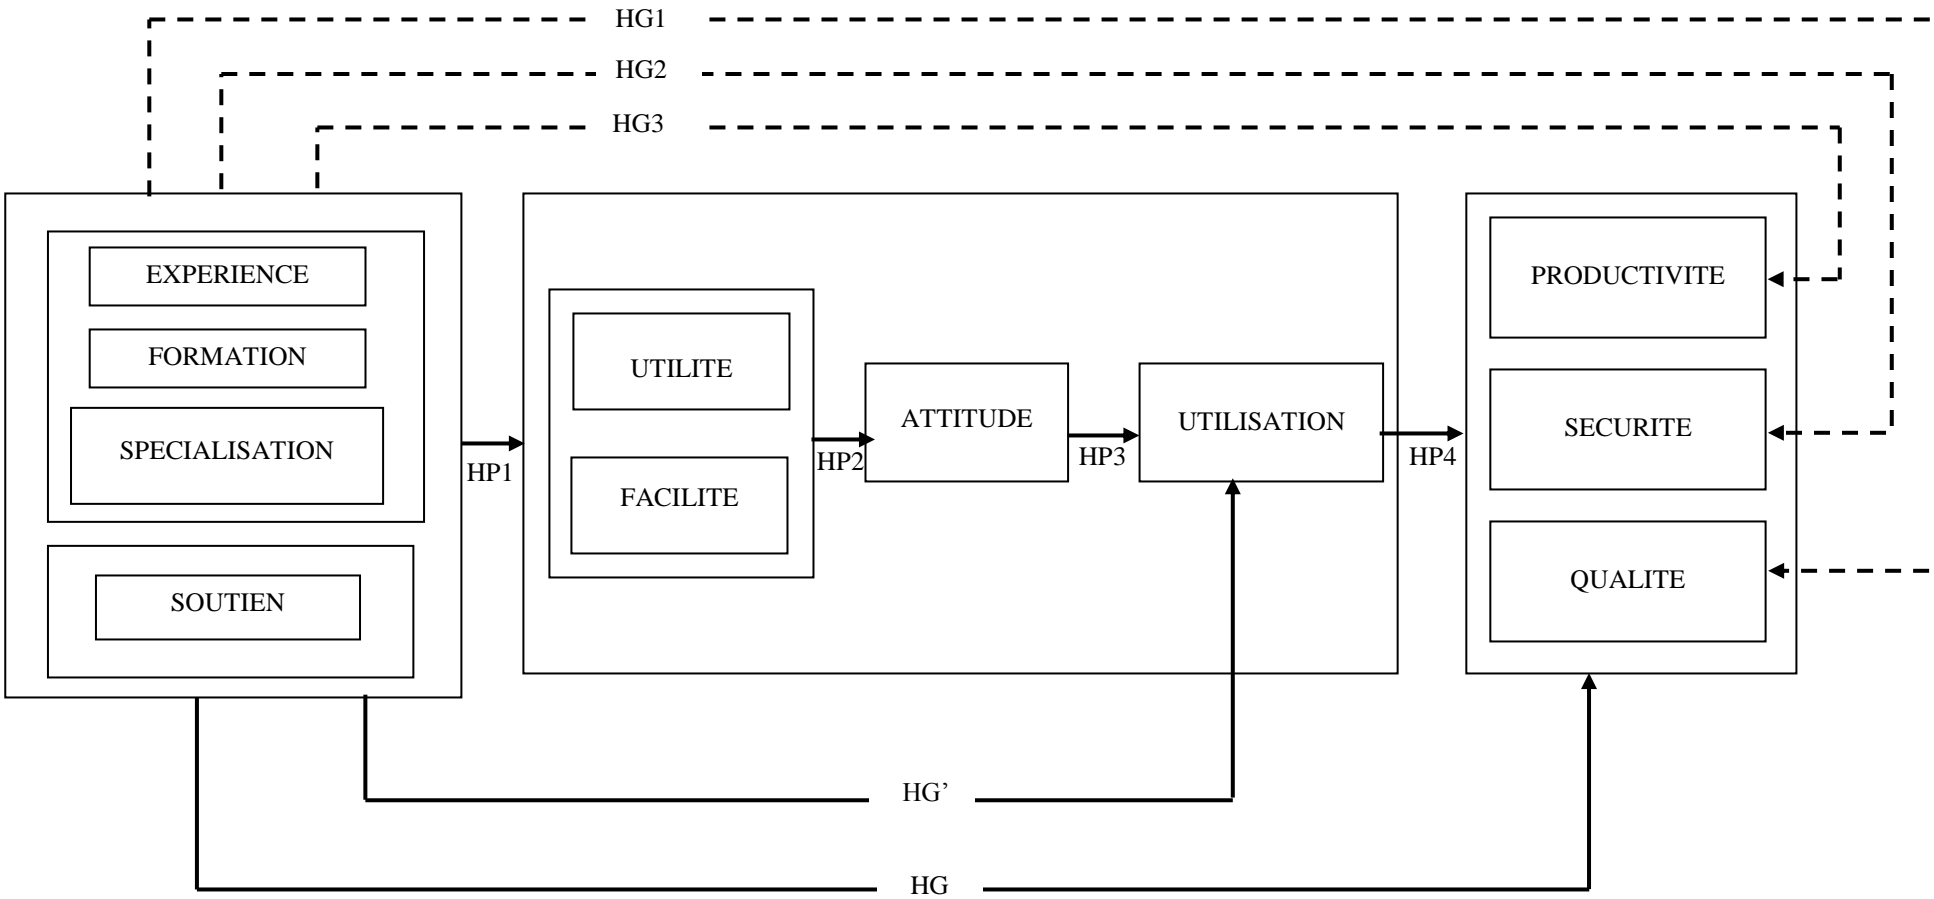 HG1
HG2
HG3
EXPERIENCE
FORMATION
SPECIALISATION
SOUTIEN
HP1
UTILITE
FACILITE
HP2
ATTITUDE
HP3
UTILISATION
HP4
PRODUCTIVITE
SECURITE
QUALITE
HG’
HG